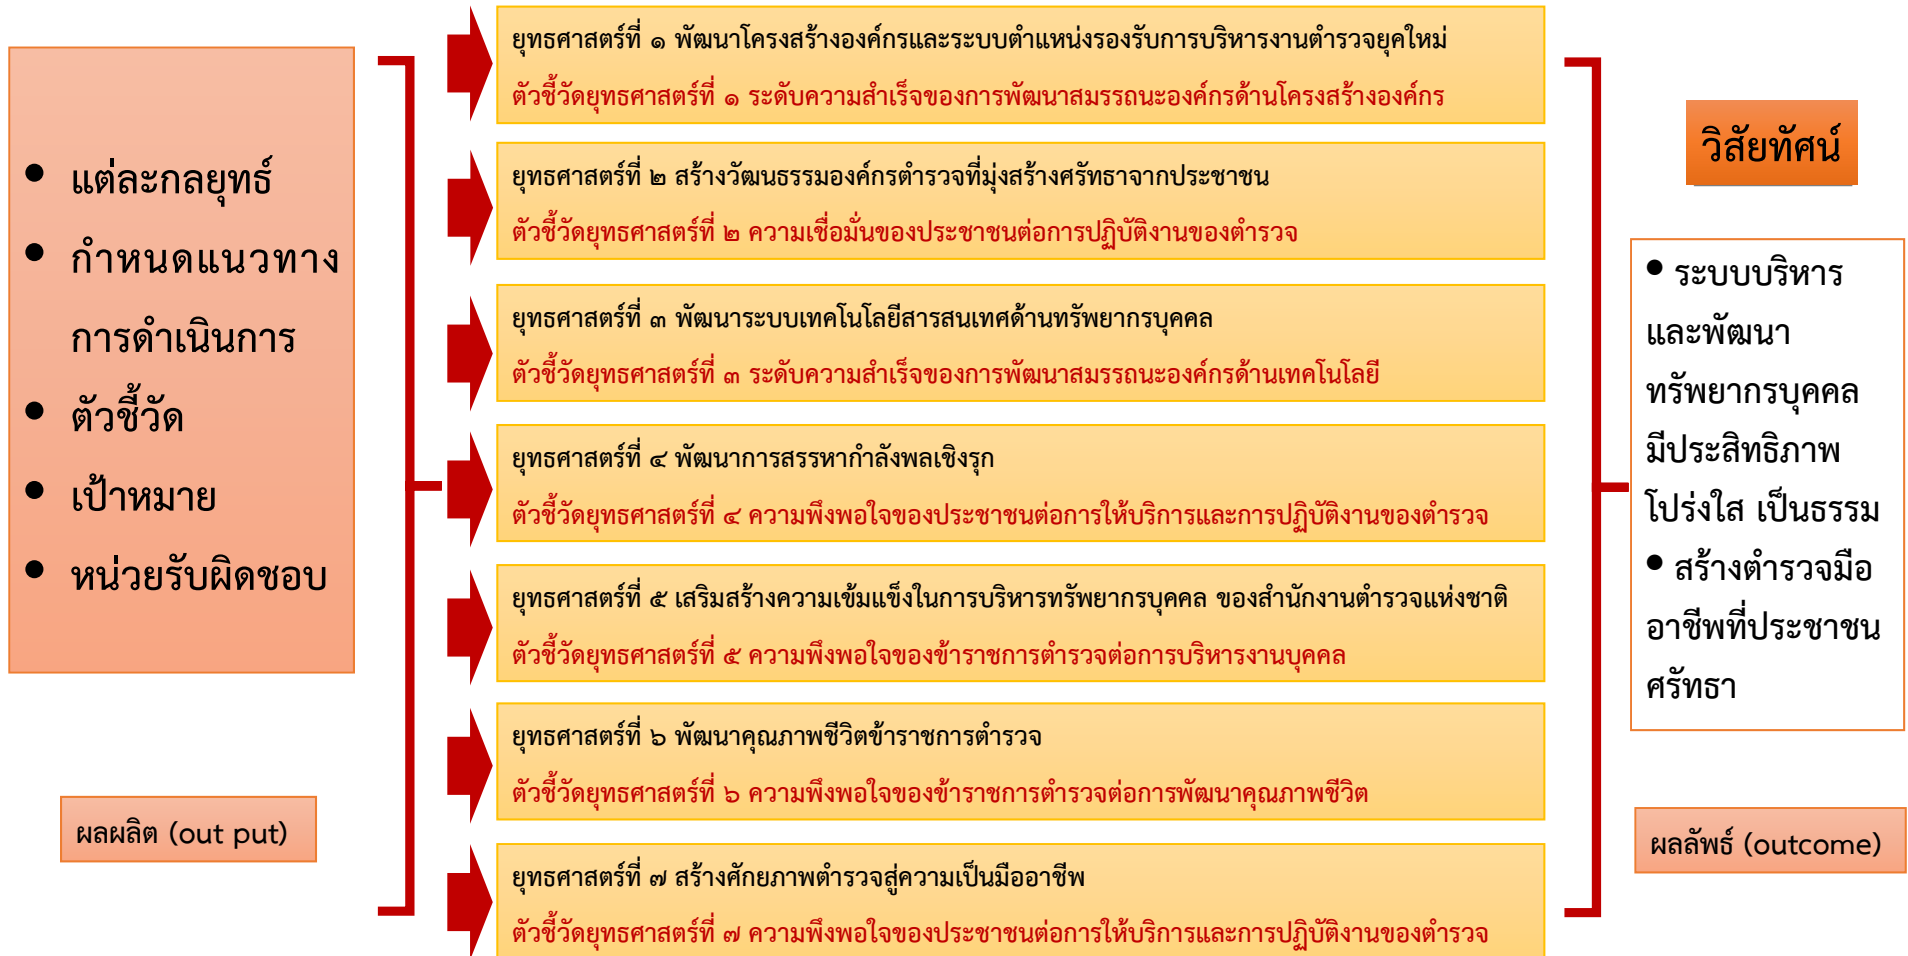 • แต่ละกลยุทธ์
• กำหนดแนวทาง
การดำเนินการ
• ตัวชี้วัด
• เป้าหมาย
• หน่วยรับผิดชอบ
ผลผลิต (out put)
ยุทธศาสตร์ที่ ๑ พัฒนาโครงสร้างองค์กรและระบบตำแหน่งรองรับการบริหารงานตำรวจยุคใหม่
ตัวชี้วัดยุทธศาสตร์ที่ ๑ ระดับความสำเร็จของการพัฒนาสมรรถนะองค์กรด้านโครงสร้างองค์กร
ยุทธศาสตร์ที่ ๒ สร้างวัฒนธรรมองค์กรตำรวจที่มุ่งสร้างศรัทธาจากประชาชน
ตัวชี้วัดยุทธศาสตร์ที่ ๒ ความเชื่อมั่นของประชาชนต่อการปฏิบัติงานของตำรวจ
ยุทธศาสตร์ที่ ๓ พัฒนาระบบเทคโนโลยีสารสนเทศด้านทรัพยากรบุคคล
ตัวชี้วัดยุทธศาสตร์ที่ ๓ ระดับความสำเร็จของการพัฒนาสมรรถนะองค์กรด้านเทคโนโลยี
ยุทธศาสตร์ที่ ๔ พัฒนาการสรรหากำลังพลเชิงรุก
ตัวชี้วัดยุทธศาสตร์ที่ ๔ ความพึงพอใจของประชาชนต่อการให้บริการและการปฏิบัติงานของตำรวจ
ยุทธศาสตร์ที่ ๕ เสริมสร้างความเข้มแข็งในการบริหารทรัพยากรบุคคล ของสำนักงานตำรวจแห่งชาติ
ตัวชี้วัดยุทธศาสตร์ที่ ๕ ความพึงพอใจของข้าราชการตำรวจต่อการบริหารงานบุคคล
ยุทธศาสตร์ที่ ๖ พัฒนาคุณภาพชีวิตข้าราชการตำรวจ
ตัวชี้วัดยุทธศาสตร์ที่ ๖ ความพึงพอใจของข้าราชการตำรวจต่อการพัฒนาคุณภาพชีวิต
ยุทธศาสตร์ที่ ๗ สร้างศักยภาพตำรวจสู่ความเป็นมืออาชีพ
ตัวชี้วัดยุทธศาสตร์ที่ ๗ ความพึงพอใจของประชาชนต่อการให้บริการและการปฏิบัติงานของตำรวจ
วิสัยทัศน์
• ระบบบริหาร
และพัฒนา
ทรัพยากรบุคคล
มีประสิทธิภาพ
โปร่งใส เป็นธรรม
• สร้างตำรวจมือ
อาชีพที่ประชาชน
ศรัทธา
ผลลัพธ์ (outcome)